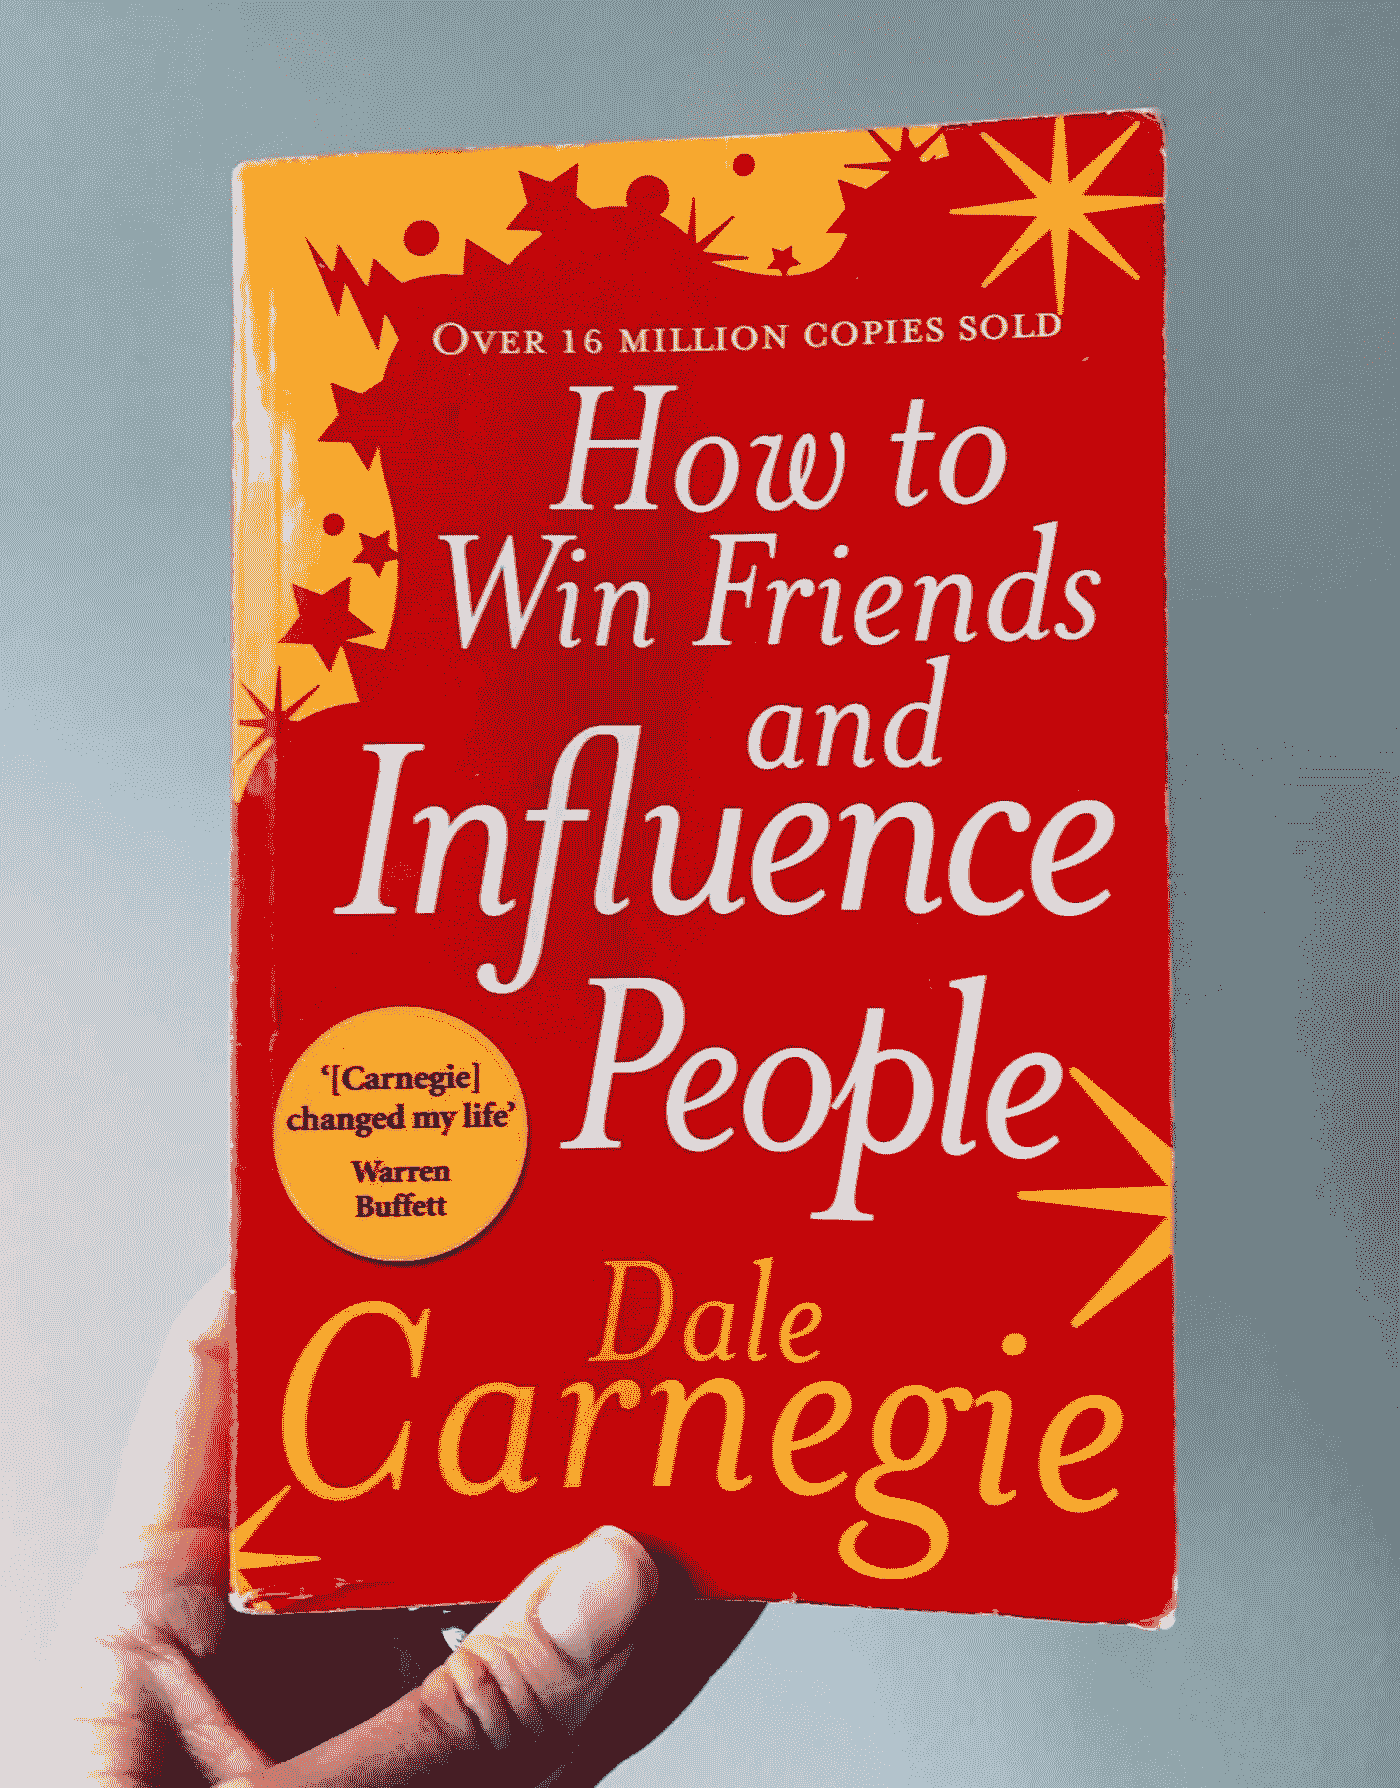 OVER 16 MILLION COPIES SOLD
How to
Win Friends
and
Influence
People
‘[Carnegie]
changed my life’
Warren
Buffett
Dale
Carnegie